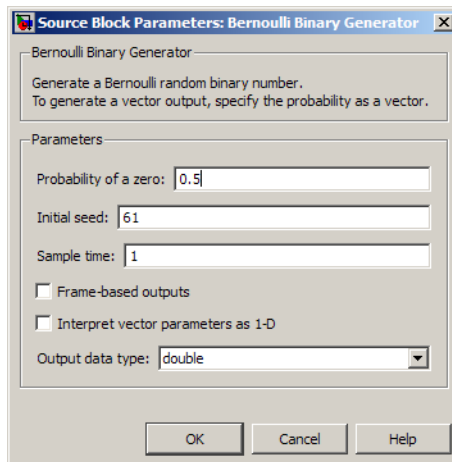 Source Block Parameters: Bernoulli Binary Generator
Bernoulli Binary Generator
Generate a Bernoulli random binary number.
To generate a vector output, specify the probability as a vector.
Parameters
Probability of a zero: 0.5
Initial seed: 61
Sample time: 1
Frame-based outputs
Interpret vector parameters as 1-D
Output data type: double
OK Cancel Help